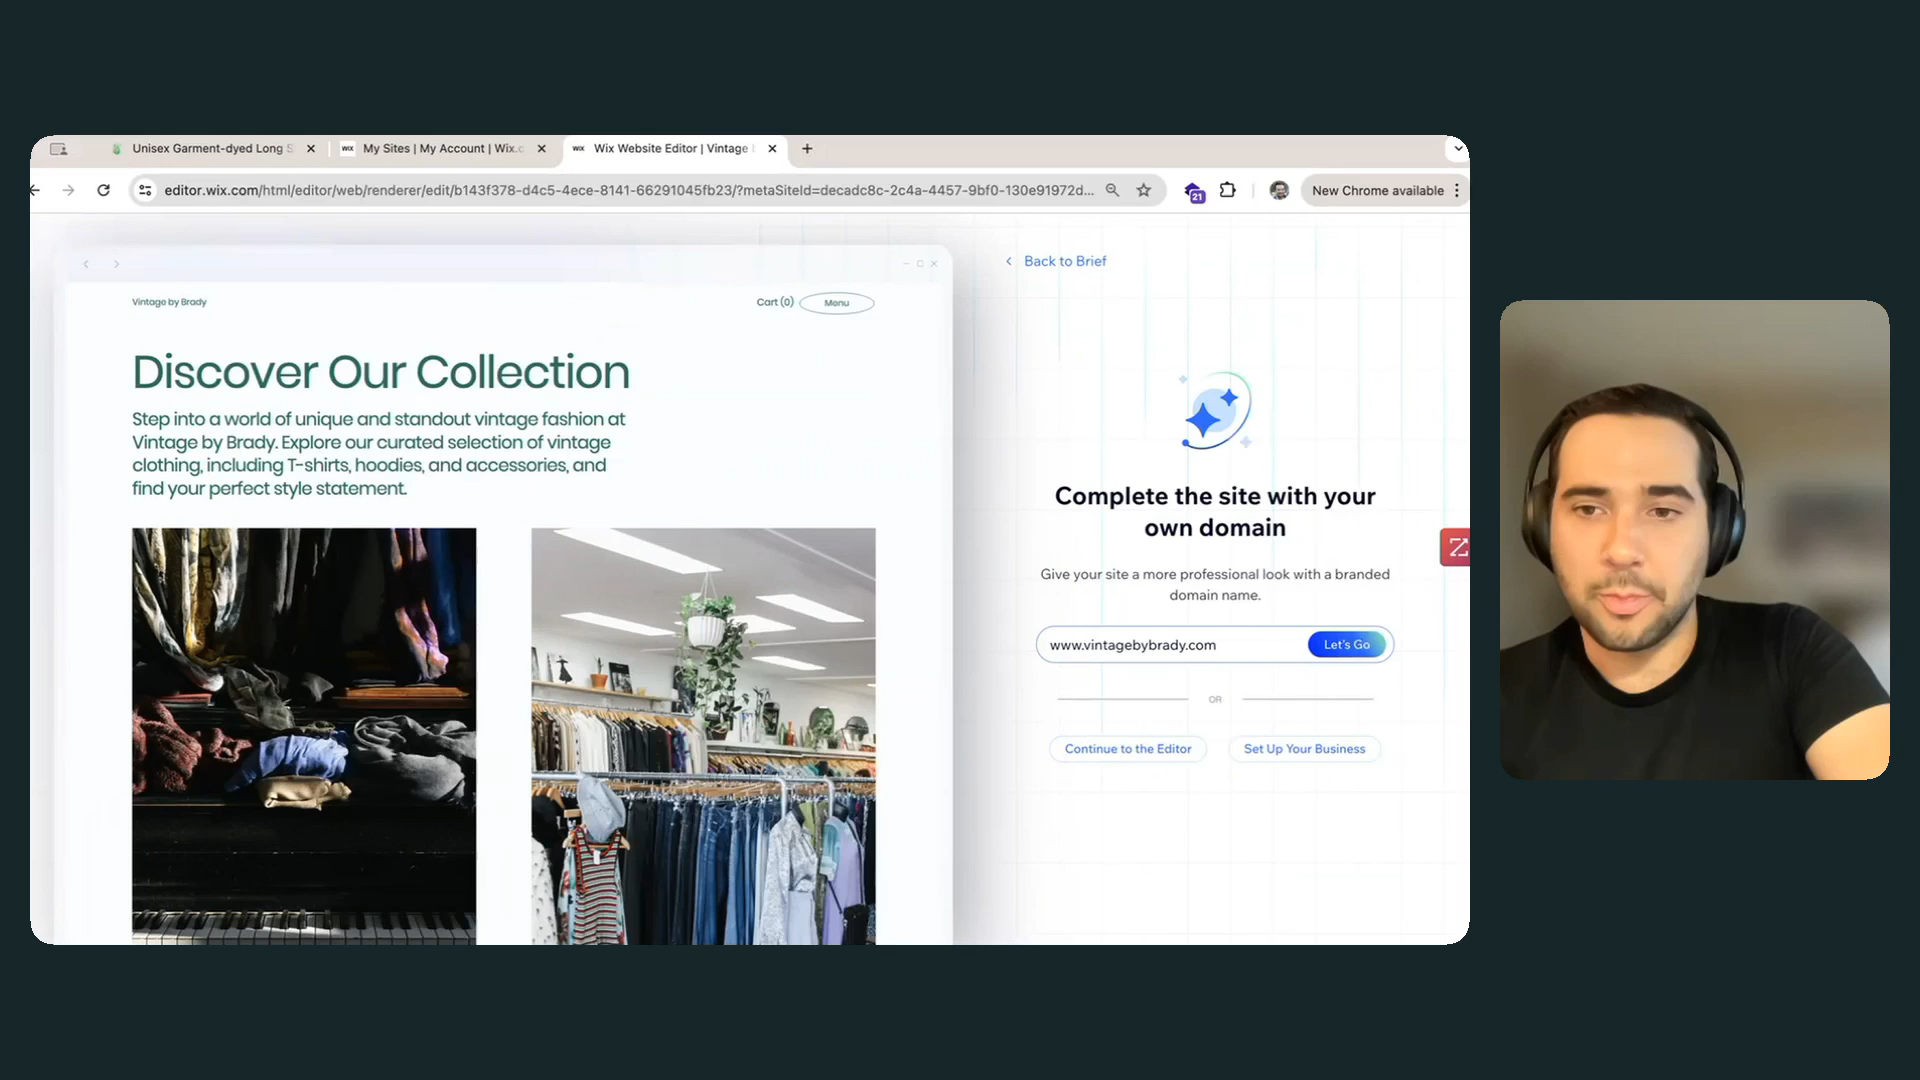 Unisex Garment-dyed Long S
WiX My Sites | My Account | Wix.c
WiX Wix Website Editor | Vintage
editor.wix.com/html/editor/web/renderer/edit/b143f378-d4c5-4ece-8141-66291045fb23/?metaSiteId=decadc8c-2c4a-4457-9bf0-130e91972d...
21
New Chrome available
Back to Brief
Vintage by Brady
Cart (0)
Menu
Discover Our Collection
Step into a world of unique and standout vintage fashion at
Vintage by Brady. Explore our curated selection of vintage
clothing, including T-shirts, hoodies, and accessories, and
find your perfect style statement.
Complete the site with your
own domain
Give your site a more professional look with a branded
domain name.
www.vintagebybrady.com
Let's Go
OR
Continue to the Editor
Set Up Your Business